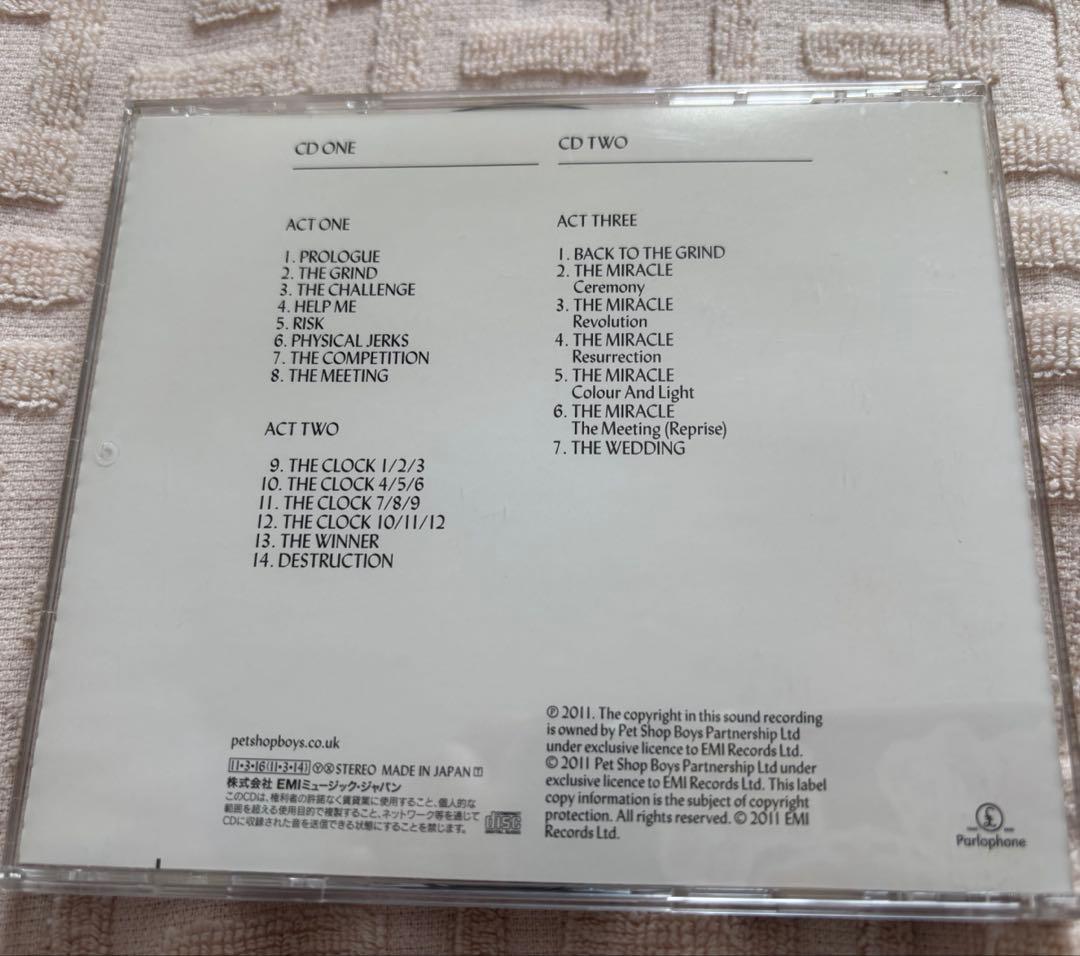 CD ONE
ACT ONE
1. PROLOGUE
2. THE GRIND
3. THE CHALLENGE
4. HELP ME
5. RISK
6. PHYSICAL JERKS
7. THE COMPETITION
8. THE MEETING
ACT TWO
9. THE CLOCK 1/2/3
10. THE CLOCK 4/5/6
11. THE CLOCK 7/8/9
12. THE CLOCK 10/11/12
13. THE WINNER
14. DESTRUCTION
CD TWO
ACT THREE
1. BACK TO THE GRIND
2. THE MIRACLE
Ceremony
3. THE MIRACLE
Revolution
4. THE MIRACLE
Resurrection
5. THE MIRACLE
Colour And Light
6. THE MIRACLE
The Meeting (Reprise)
7. THE WEDDING
petshopboys.co.uk
11・3・16(11・3・14) ⓎⓍ STEREO MADE IN JAPAN
株式会社 EMIミュージック・ジャパン
このCDは、権利者の許諾なく賃貸業に使用すること、個人的な
範囲を超える使用目的で複製すること、ネットワーク等を通じて
CDに収録された音を送信できる状態にすることを禁じます。
disc
DIGITAL AUDIO
℗ 2011. The copyright in this sound recording
is owned by Pet Shop Boys Partnership Ltd
under exclusive licence to EMI Records Ltd.
© 2011 Pet Shop Boys Partnership Ltd under
exclusive licence to EMI Records Ltd. This label
copy information is the subject of copyright
protection. All rights reserved. © 2011 EMI
Records Ltd.
£
Parlophone